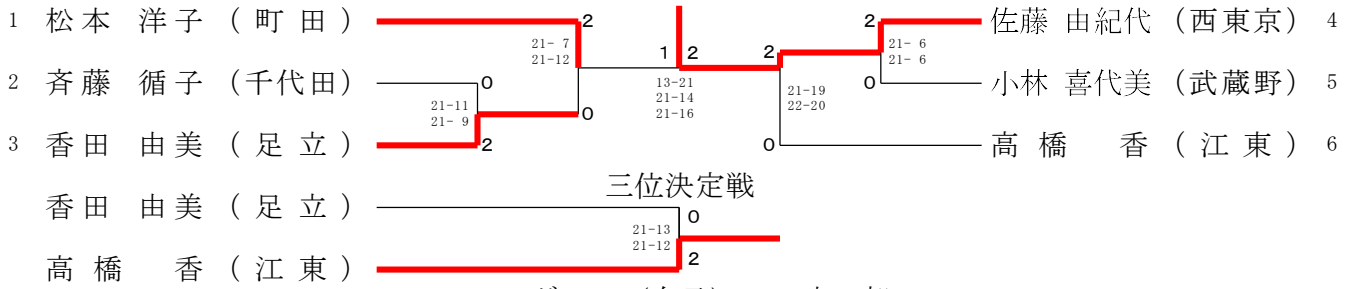 1 松本 洋子 ( 町 田 ) 2 2 佐藤 由紀代 (西東京) 4
21- 7 1 2 2 21- 6
21-12 21- 6
2 斉藤 循子 (千代田) 0 13-21 0 小林 喜代美 (武蔵野) 5
21-11 21-14 21-19
21- 9 0 21-16 22-20
3 香田 由美 ( 足 立 ) 2 0 高橋 香 ( 江 東 ) 6
三位決定戦
香田 由美 ( 足 立 ) 0
21-13
21-12
高橋 香 ( 江 東 ) 2